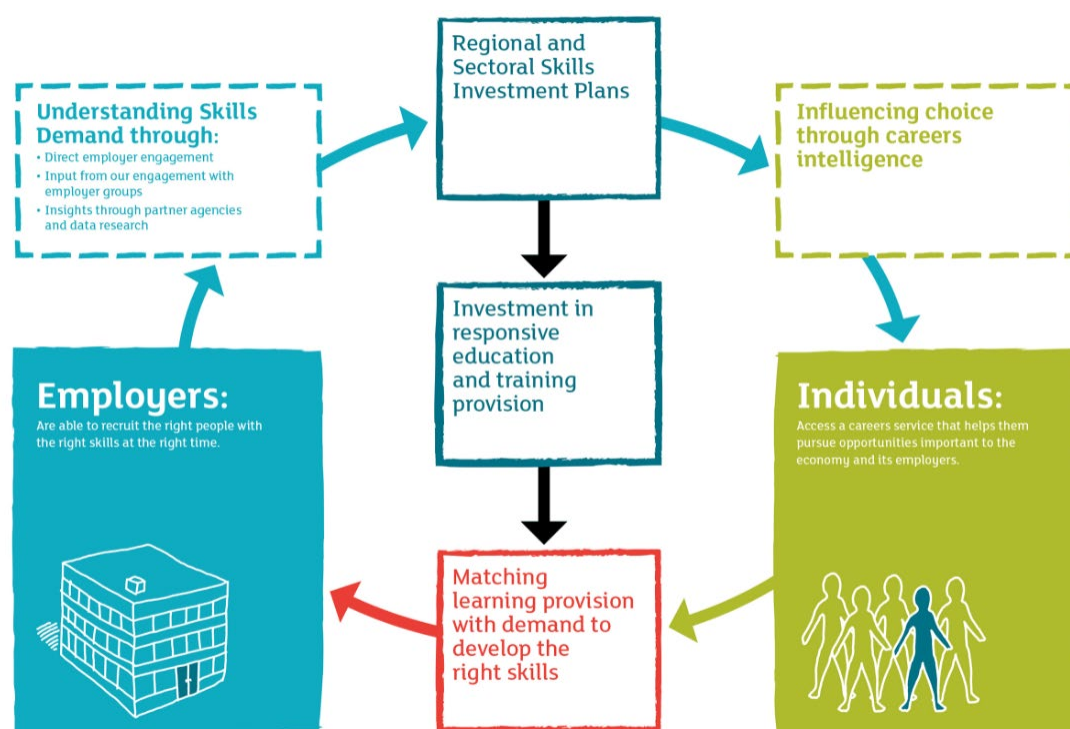 Regional and
Sectoral Skills
Investment Plans
Understanding Skills
Demand through:
• Direct employer engagement
• Input from our engagement with
employer groups
• Insights through partner agencies
and data research
Influencing choice
through careers
intelligence
Investment in
responsive
education
and training
provision
Employers:
Are able to recruit the right people with
the right skills at the right time.
Individuals:
Access a careers service that helps them
pursue opportunities important to the
economy and its employers.
Matching
learning provision
with demand to
develop the
right skills